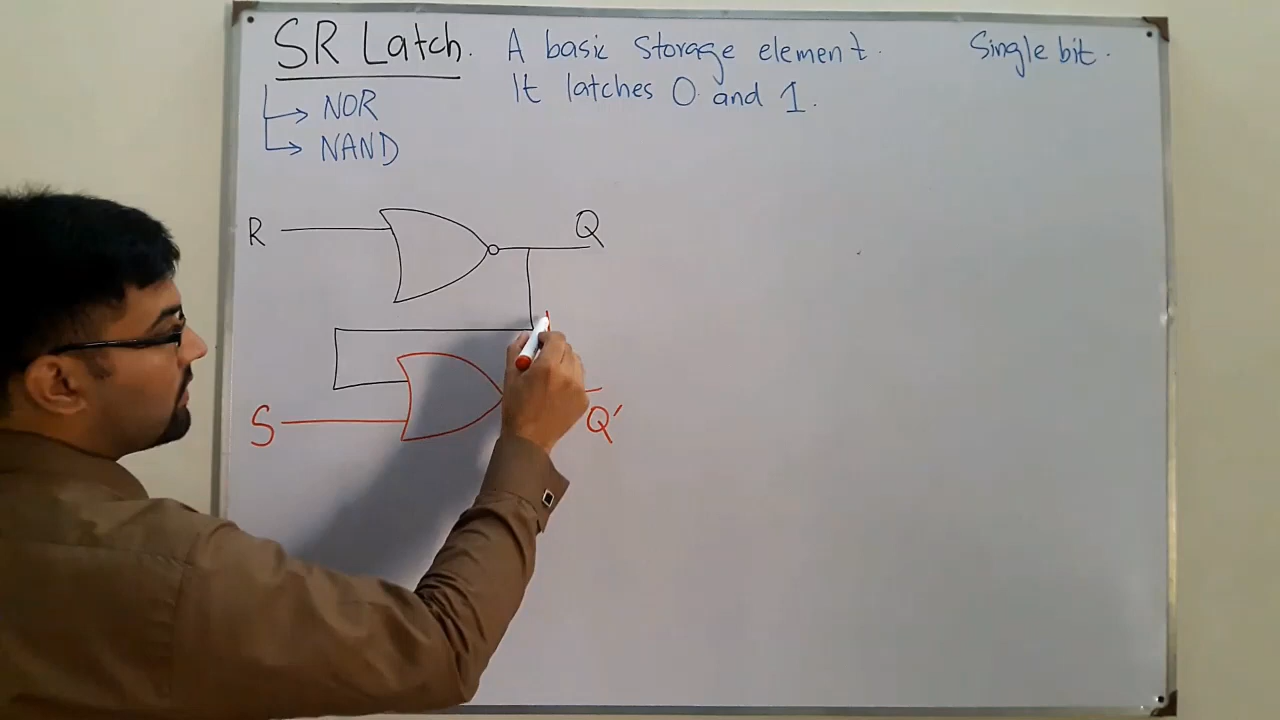 SR Latch. A basic storage element. Single bit.
It latches 0 and 1.
NOR
NAND
R
Q
S
Q'